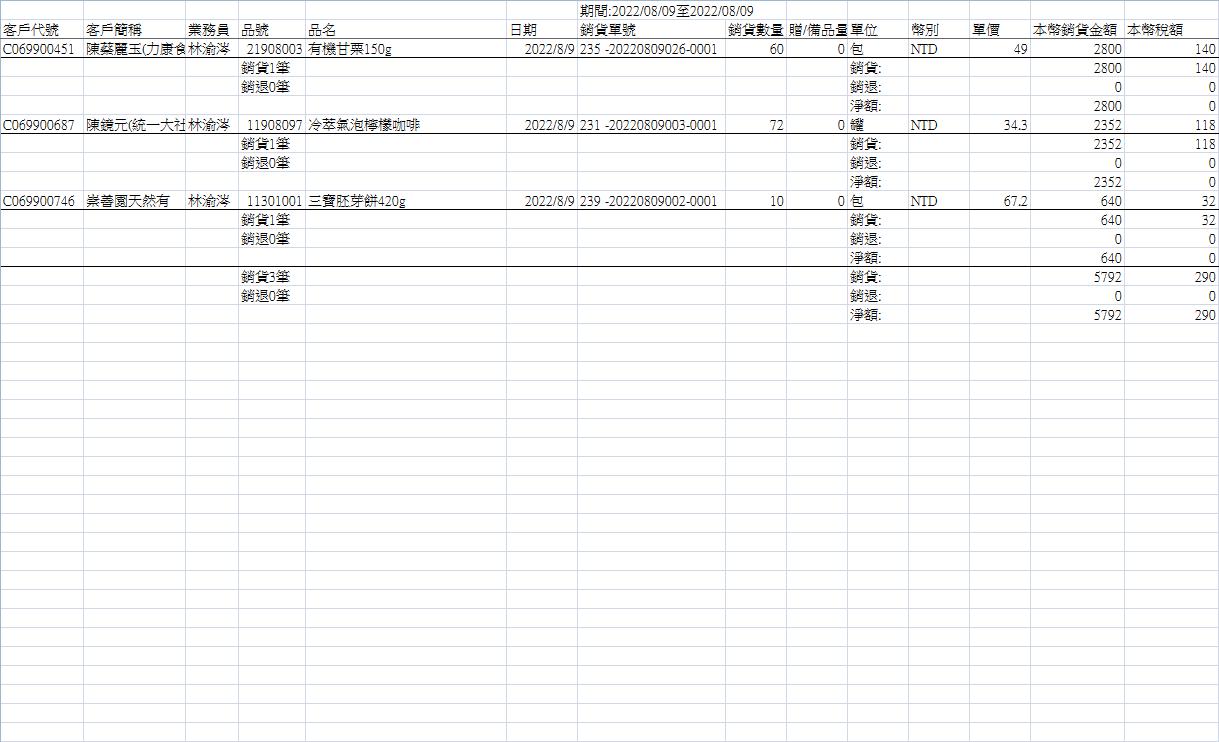 期間:2022/08/09至2022/08/09
客戶代號 客戶簡稱 業務員 品號 品名 日期 銷貨單號 銷貨數量 贈/備品量 單位 幣別 單價 本幣銷貨金額 本幣稅額
C069900451 陳蔡麗玉(力康食 林渝涔 21908003 有機甘栗150g 2022/8/9 235 -20220809026-0001 60 0 包 NTD 49 2800 140
銷貨1筆 銷貨: 2800 140
銷退0筆 銷退: 0 0
淨額: 2800 0
C069900687 陳鏡元(統一大社 林渝涔 11908097 冷萃氣泡檸檬咖啡 2022/8/9 231 -20220809003-0001 72 0 罐 NTD 34.3 2352 118
銷貨1筆 銷貨: 2352 118
銷退0筆 銷退: 0 0
淨額: 2352 0
C069900746 崇善園天然有 林渝涔 11301001 三寶胚芽餅420g 2022/8/9 239 -20220809002-0001 10 0 包 NTD 67.2 640 32
銷貨1筆 銷貨: 640 32
銷退0筆 銷退: 0 0
淨額: 640 0
銷貨3筆 銷貨: 5792 290
銷退0筆 銷退: 0 0
淨額: 5792 290